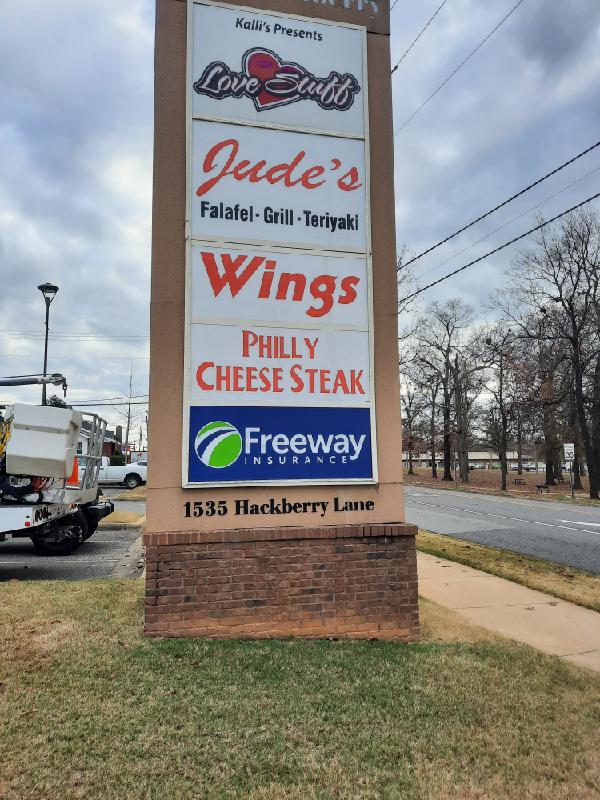 Kalli's Presents
Love Stuff
Jude's
Falafel · Grill · Teriyaki
Wings
PHILLY
CHEESE STEAK
Freeway
INSURANCE
1535 Hackberry Lane